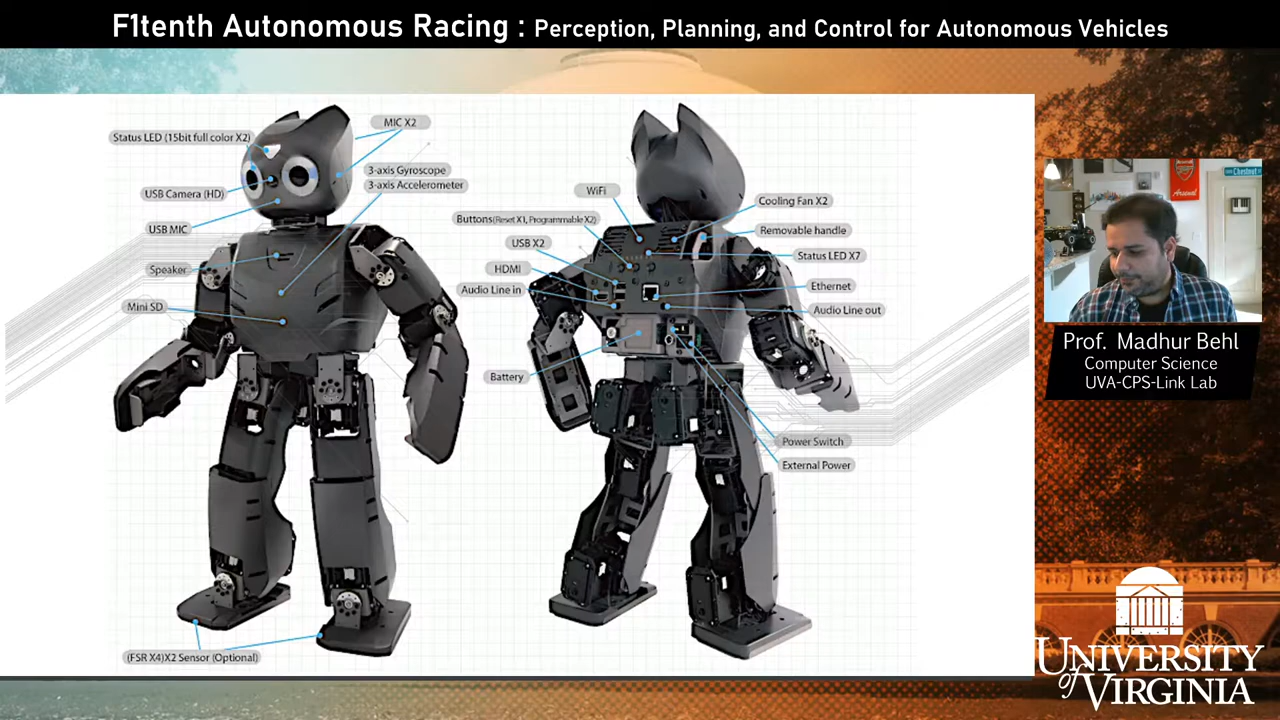 F1tenth Autonomous Racing : Perception, Planning, and Control for Autonomous Vehicles
Status LED (15bit full color X2)
MIC X2
3-axis Gyroscope
3-axis Accelerometer
USB Camera (HD)
USB MIC
Speaker
Mini SD
(FSR X4)X2 Sensor (Optional)
WiFi
Buttons(Reset X1, Programmable X2)
USB X2
HDMI
Audio Line in
Battery
Cooling Fan X2
Removable handle
Status LED X7
Ethernet
Audio Line out
Power Switch
External Power
Arsenal
Chestnut
Prof. Madhur Behl
Computer Science
UVA-CPS-Link Lab
UNIVERSITY
of VIRGINIA